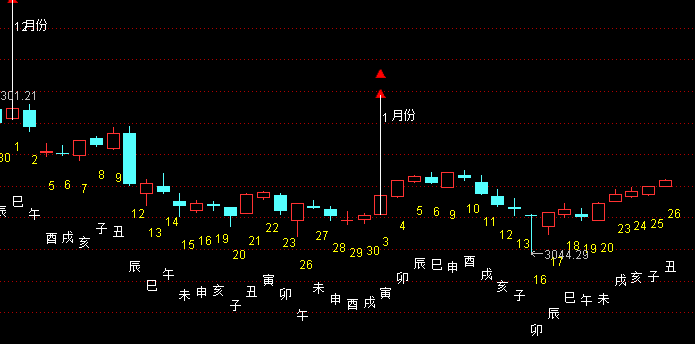 12月份
301.21
1月份
30 1 2 5 6 7 8 9 12 13 14 15 16 19 20 21 22 23 26 27 28 29 30 3 4 5 6 9 10 11 12 13 16 17 18 19 20 23 24 25 26
←3044.29
辰 巳 午 酉 戌 亥 子 丑 辰 巳 午 未 申 亥 子 丑 寅 卯 午 未 申 酉 戌 寅 卯 辰 巳 申 酉 戌 亥 子 卯 辰 巳 午 未 戌 亥 子 丑